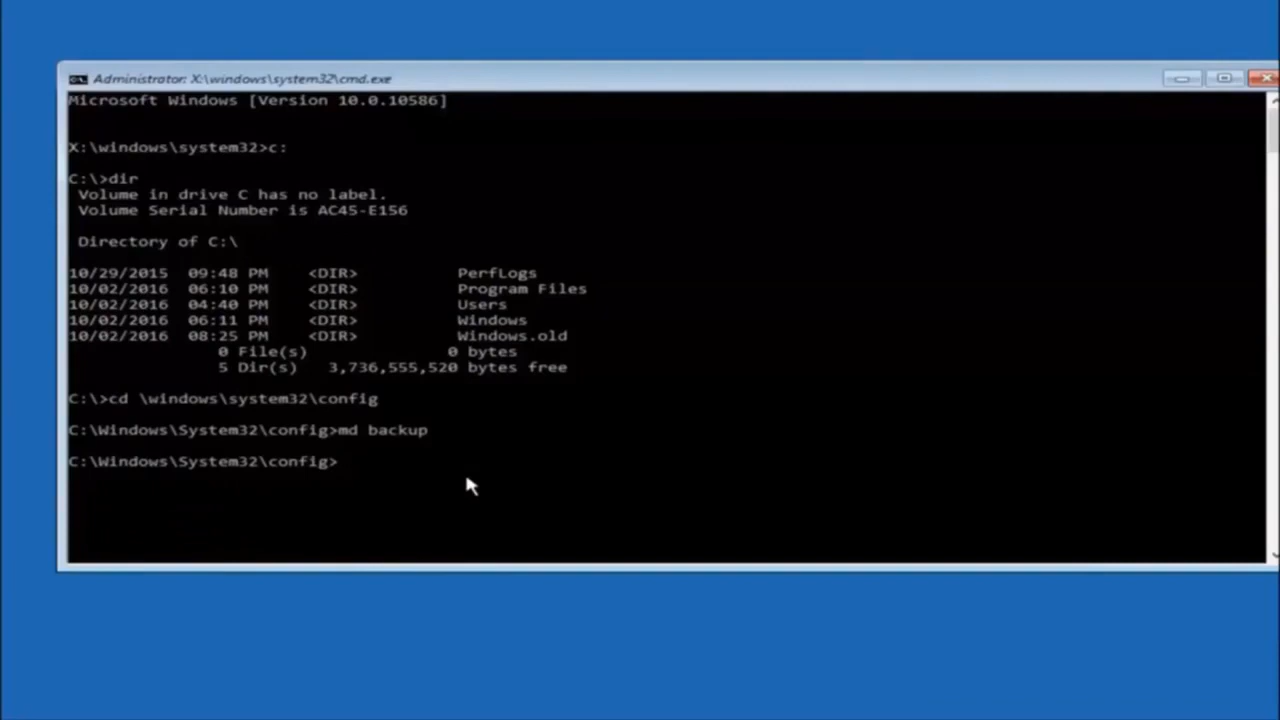 Administrator: X:\windows\system32\cmd.exe
Microsoft Windows [Version 10.0.10586]
X:\windows\system32>c:
C:\>dir
Volume in drive C has no label.
Volume Serial Number is AC45-E156
Directory of C:\
10/29/2015  09:48 PM    <DIR>          PerfLogs
10/02/2016  06:10 PM    <DIR>          Program Files
10/02/2016  04:40 PM    <DIR>          Users
10/02/2016  06:11 PM    <DIR>          Windows
10/02/2016  08:25 PM    <DIR>          Windows.old
0 File(s)              0 bytes
5 Dir(s)   3,736,555,520 bytes free
C:\>cd \windows\system32\config
C:\Windows\System32\config>md backup
C:\Windows\System32\config>